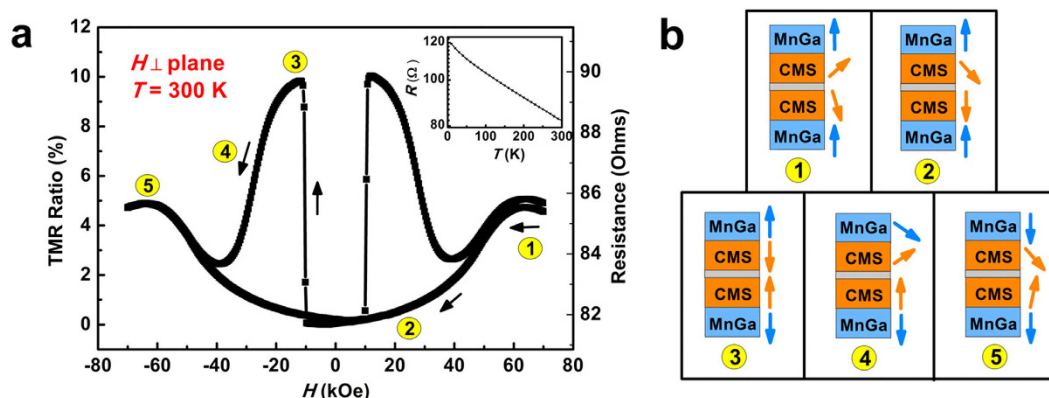 a
H ⊥ plane
T = 300 K
TMR Ratio (%)
12
10
8
6
4
2
0
-80 -60 -40 -20 0 20 40 60 80
H (kOe)
Resistance (Ohms)
90
88
86
84
82
3
4
5
1
2
R (Ω)
120
100
80
0 100 200 300
T (K)
b
MnGa
CMS
CMS
MnGa
1
MnGa
CMS
CMS
MnGa
2
MnGa
CMS
CMS
MnGa
3
MnGa
CMS
CMS
MnGa
4
MnGa
CMS
CMS
MnGa
5